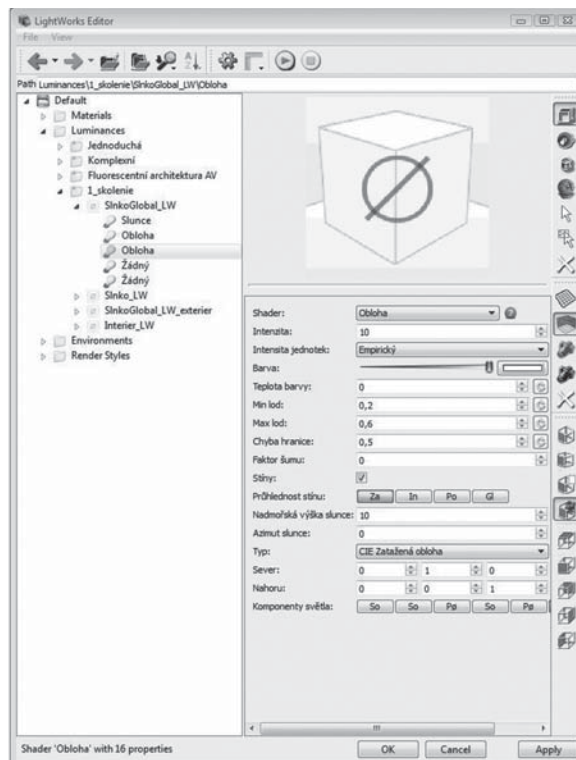 LightWorks Editor
File View
Path Luminances\1_skolenie\SlnkoGlobal_LW\Obloha
Default
Materials
Luminances
Jednoduchá
Komplexní
Fluorescentní architektura AV
1_skolenie
SlnkoGlobal_LW
Slunce
Obloha
Obloha
Žádný
Žádný
Slnko_LW
SlnkoGlobal_LW_exterier
Interier_LW
Environments
Render Styles
Shader: Obloha
Intenzita: 10
Intensita jednotek: Empirický
Barva:
Teplota barvy: 0
Min lod: 0,2
Max lod: 0,6
Chyba hranice: 0,5
Faktor šumu: 0
Stíny:
Průhlednost stínu: Za In Po Gl
Nadmořská výška slunce: 10
Azimut slunce: 0
Typ: CIE Zatažená obloha
Sever: 0 1 0
Nahoru: 0 0 1
Komponenty světla: So So Pø So Pø
Shader 'Obloha' with 16 properties
OK Cancel Apply